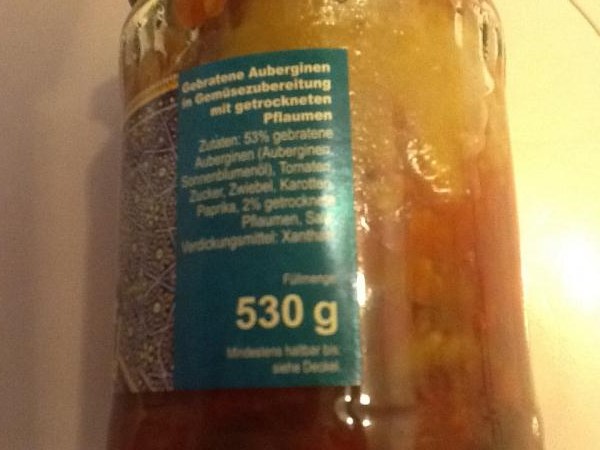 Gebratene Auberginen
in Gemüsezubereitung
mit getrockneten
Pflaumen
Zutaten: 53% gebratene
Auberginen (Auberginen,
Sonnenblumenöl), Tomaten,
Zucker, Zwiebel, Karotten,
Paprika, 2% getrocknete
Pflaumen,
Verdickungsmittel: Xanthan
Füllmenge:
530 g
Mindestens haltbar bis:
siehe Deckel